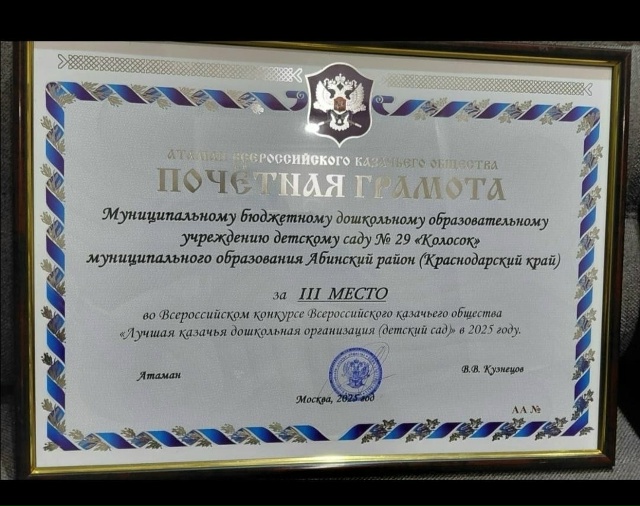 АТАМАН ВСЕРОССИЙСКОГО КАЗАЧЬЕГО ОБЩЕСТВА
ПОЧЕТНАЯ ГРАМОТА
Муниципальному бюджетному дошкольному образовательному
учреждению детскому саду № 29 «Колосок»
муниципального образования Абинский район (Краснодарский край)
за III МЕСТО
во Всероссийском конкурсе Всероссийского казачьего общества
«Лучшая казачья дошкольная организация (детский сад)» в 2025 году.
Атаман В.В. Кузнецов
Москва, 2025 год
АА №